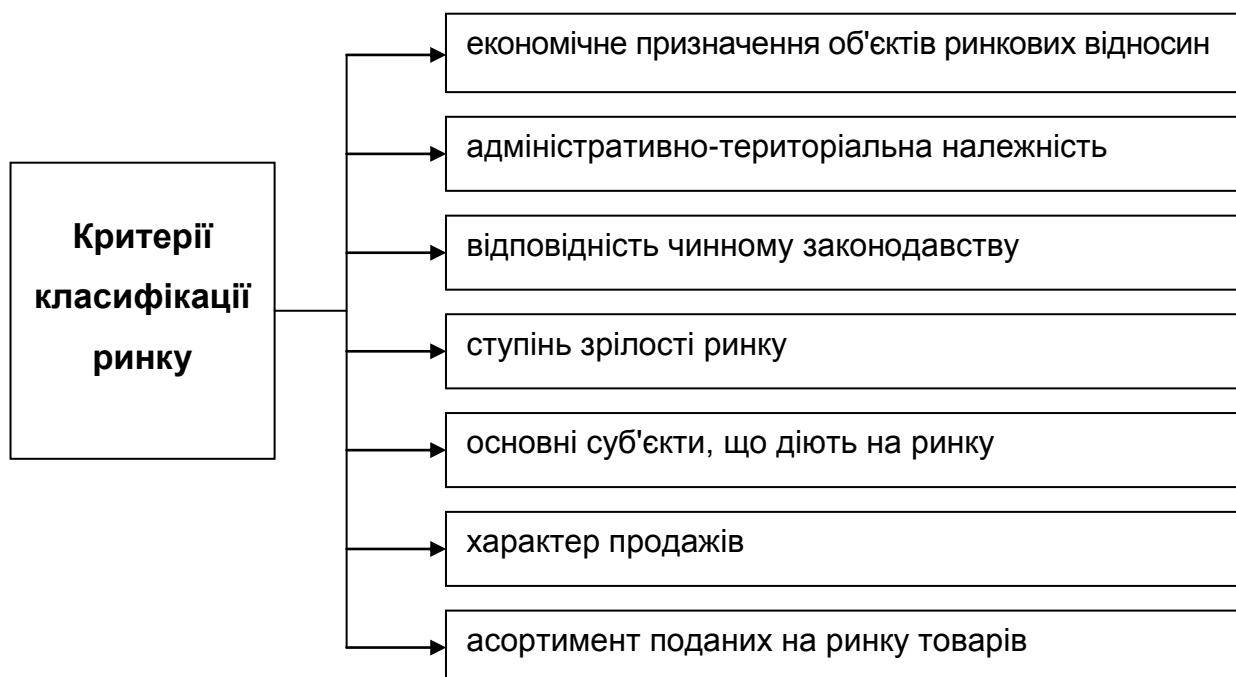 Критерії
класифікації
ринку
економічне призначення об'єктів ринкових відносин
адміністративно-територіальна належність
відповідність чинному законодавству
ступінь зрілості ринку
основні суб'єкти, що діють на ринку
характер продажів
асортимент поданих на ринку товарів